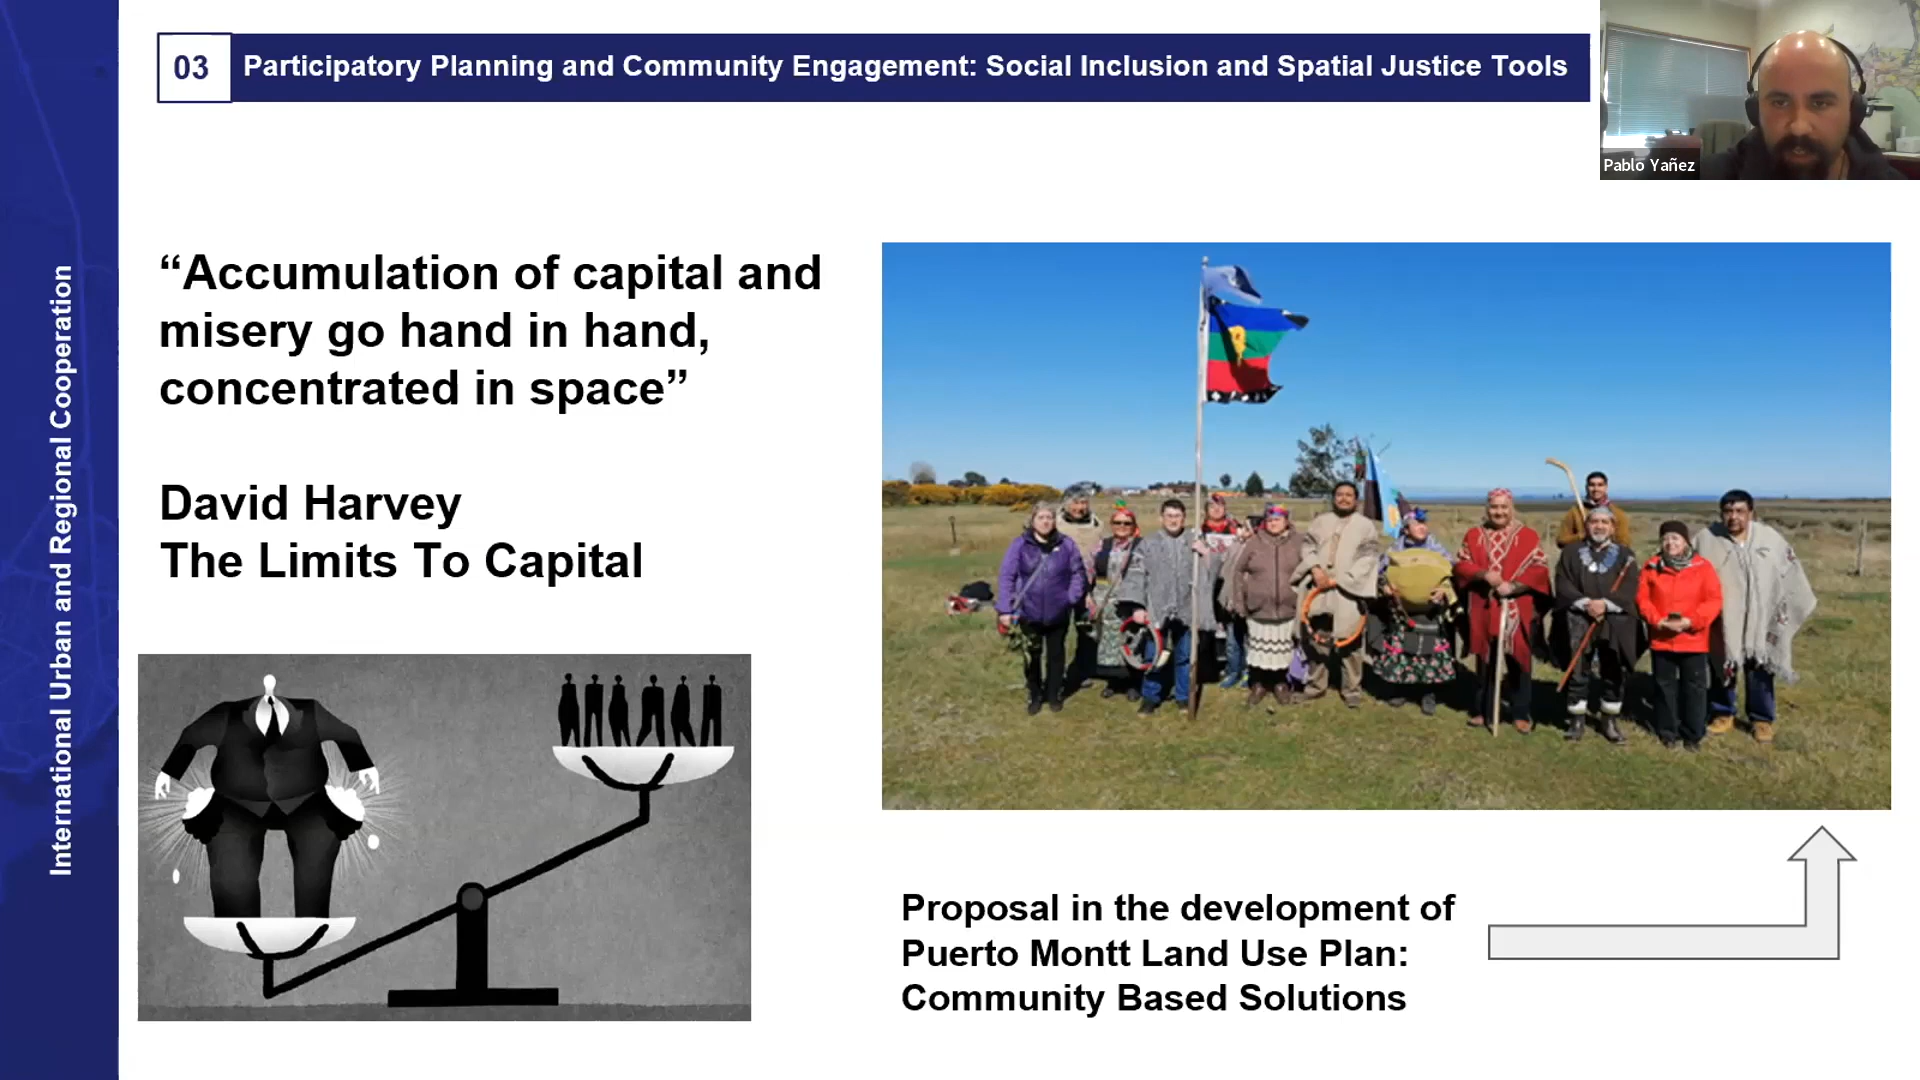 03
Participatory Planning and Community Engagement: Social Inclusion and Spatial Justice Tools
Pablo Yañez
International Urban and Regional Cooperation
“Accumulation of capital and
misery go hand in hand,
concentrated in space”
David Harvey
The Limits To Capital
Proposal in the development of
Puerto Montt Land Use Plan:
Community Based Solutions